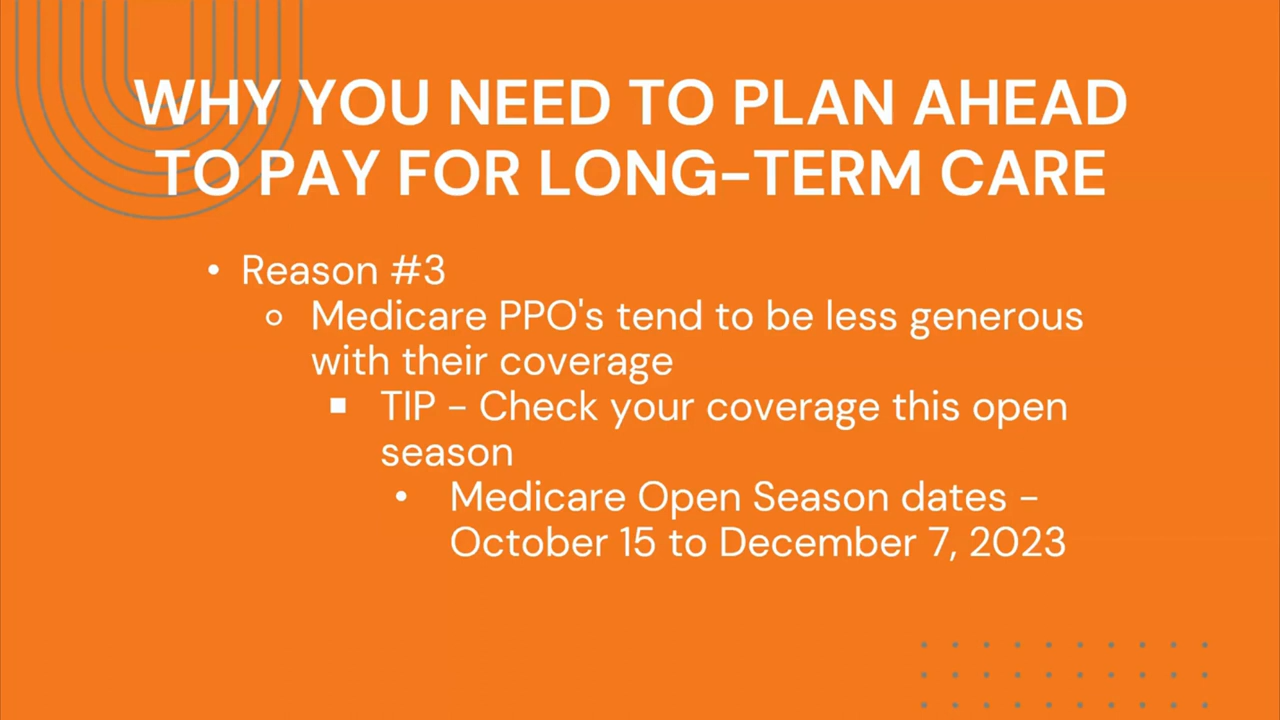 WHY YOU NEED TO PLAN AHEAD
TO PAY FOR LONG-TERM CARE
• Reason #3
○ Medicare PPO's tend to be less generous
with their coverage
▪ TIP - Check your coverage this open
season
• Medicare Open Season dates -
October 15 to December 7, 2023